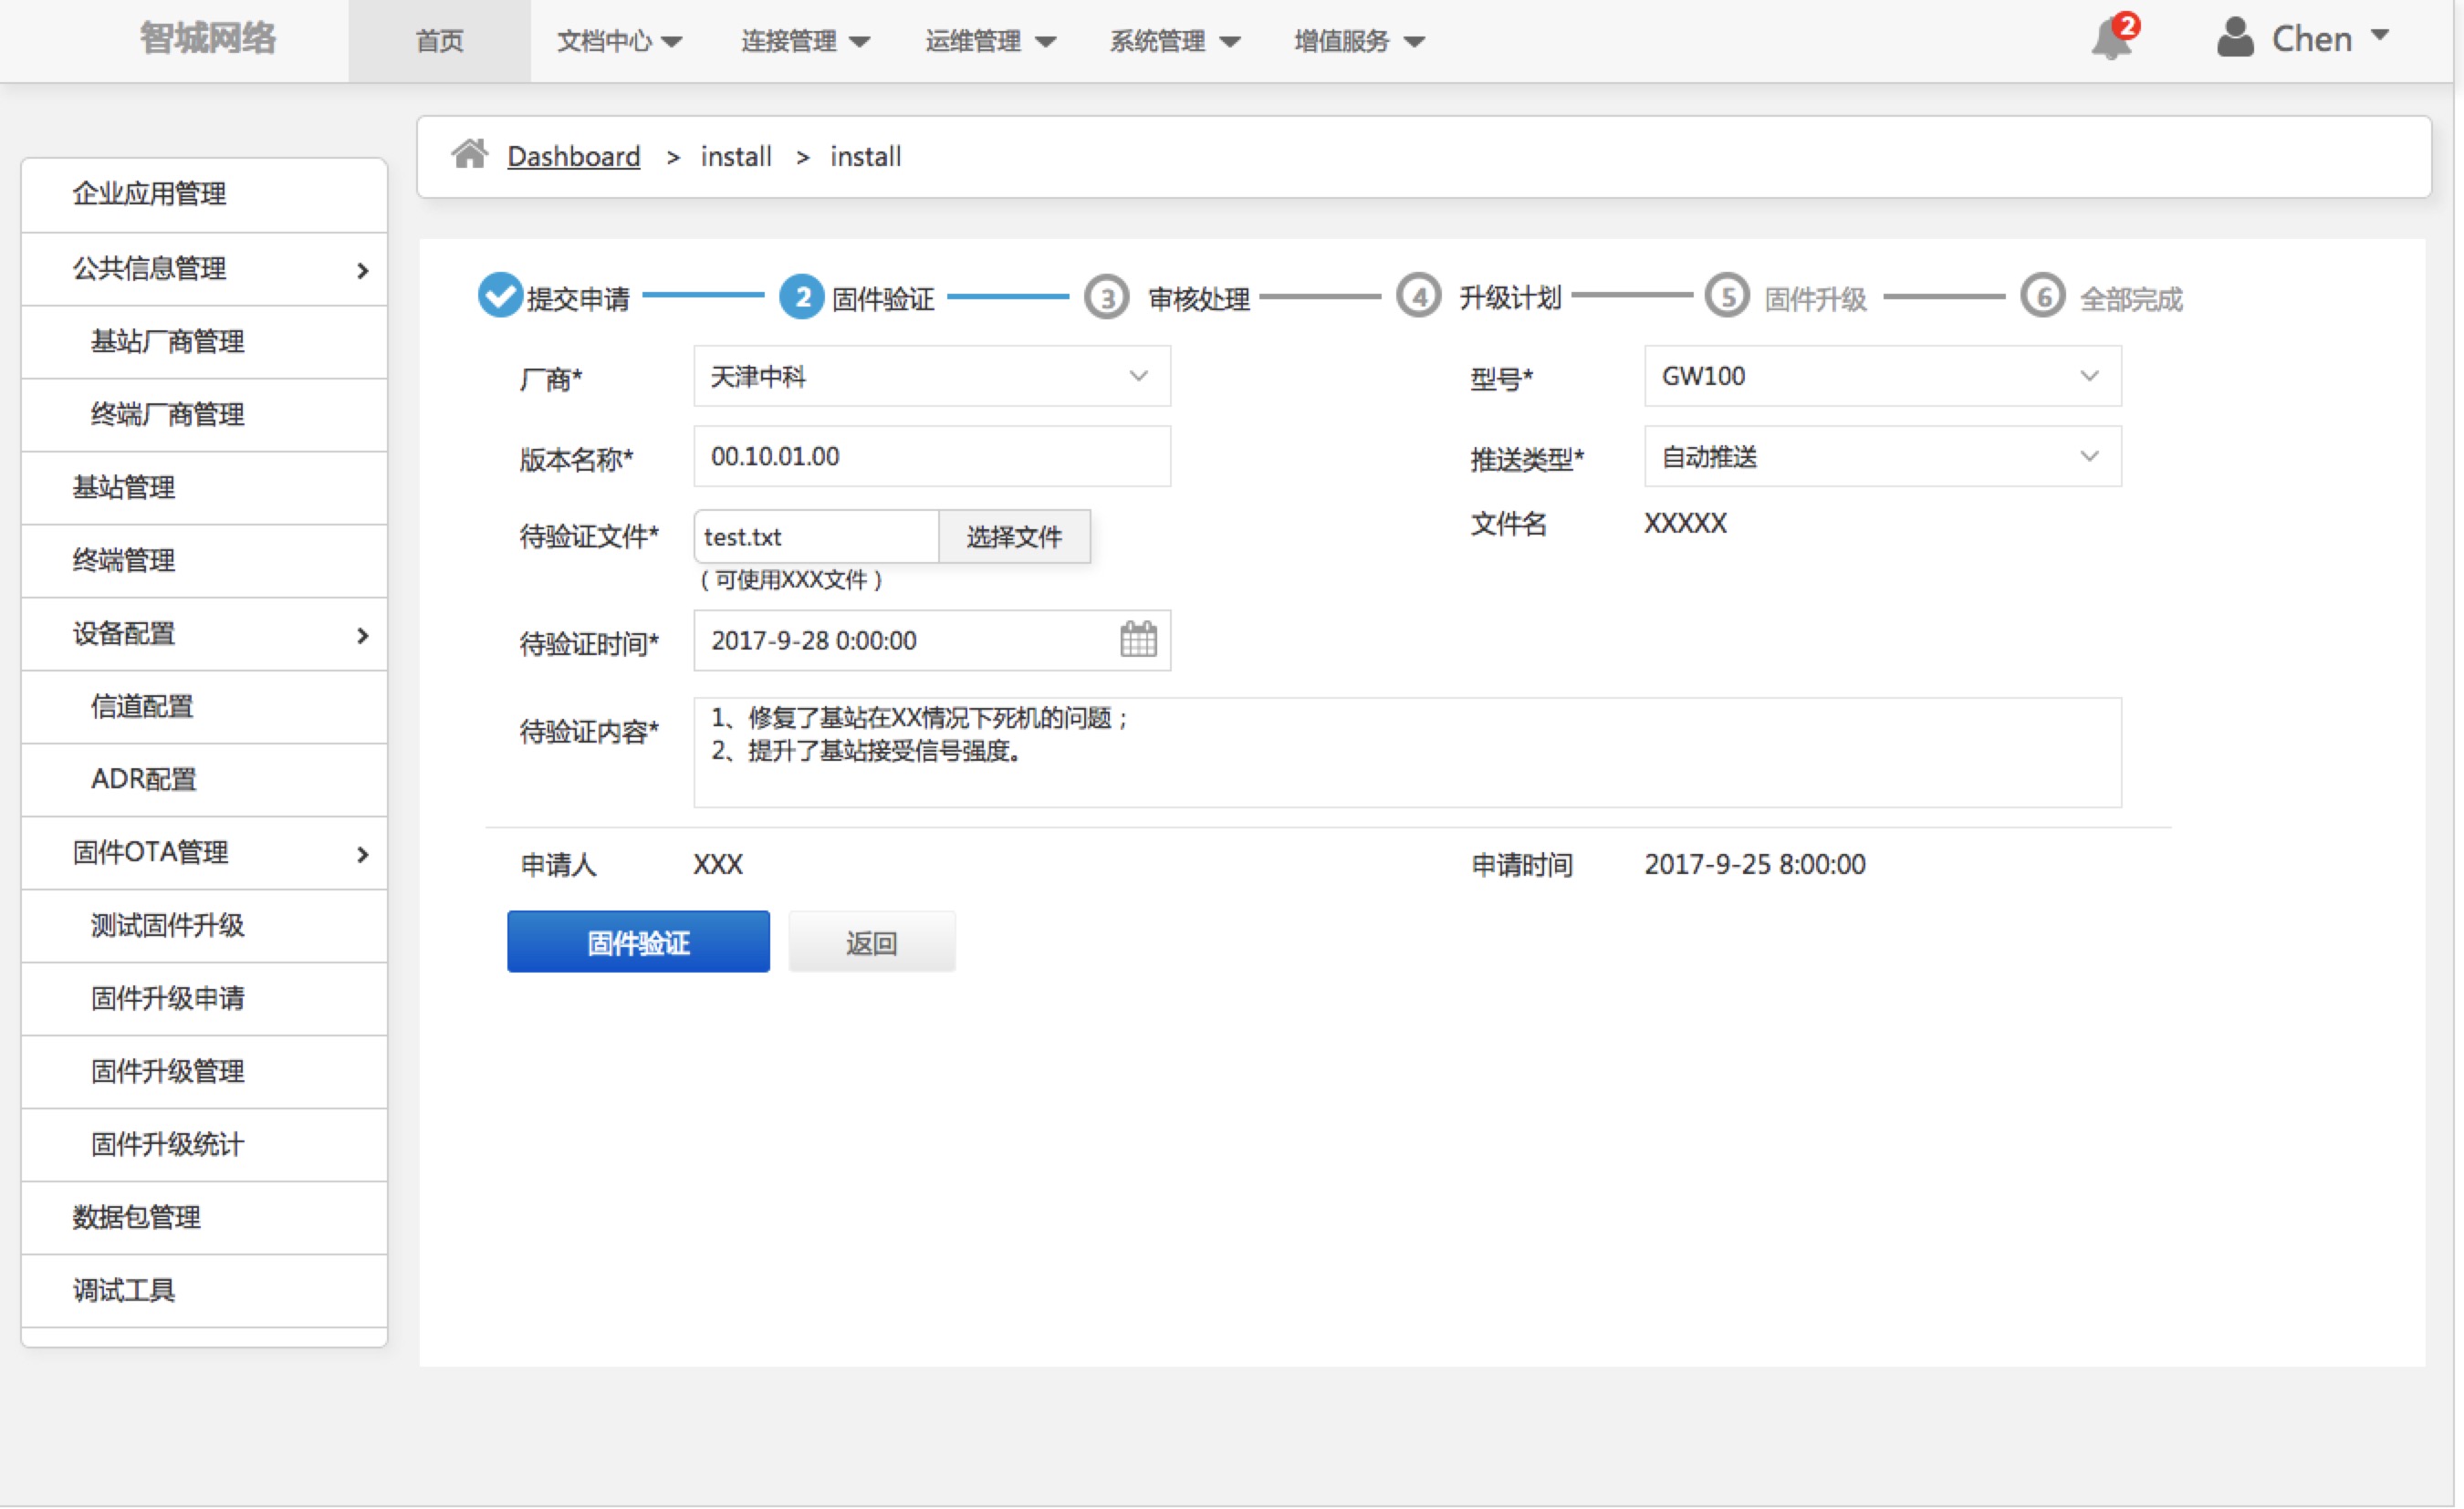 智城网络 首页 文档中心 连接管理 运维管理 系统管理 增值服务 2 Chen
Dashboard > install > install
企业应用管理
公共信息管理
基站厂商管理
终端厂商管理
基站管理
终端管理
设备配置
信道配置
ADR配置
固件OTA管理
测试固件升级
固件升级申请
固件升级管理
固件升级统计
数据包管理
调试工具
提交申请 2 固件验证 3 审核处理 4 升级计划 5 固件升级 6 全部完成
厂商* 天津中科 型号* GW100
版本名称* 00.10.01.00 推送类型* 自动推送
待验证文件* test.txt 选择文件 文件名 XXXXX
（可使用XXX文件）
待验证时间* 2017-9-28 0:00:00
待验证内容* 1、修复了基站在XX情况下死机的问题；
2、提升了基站接受信号强度。
申请人 XXX 申请时间 2017-9-25 8:00:00
固件验证 返回